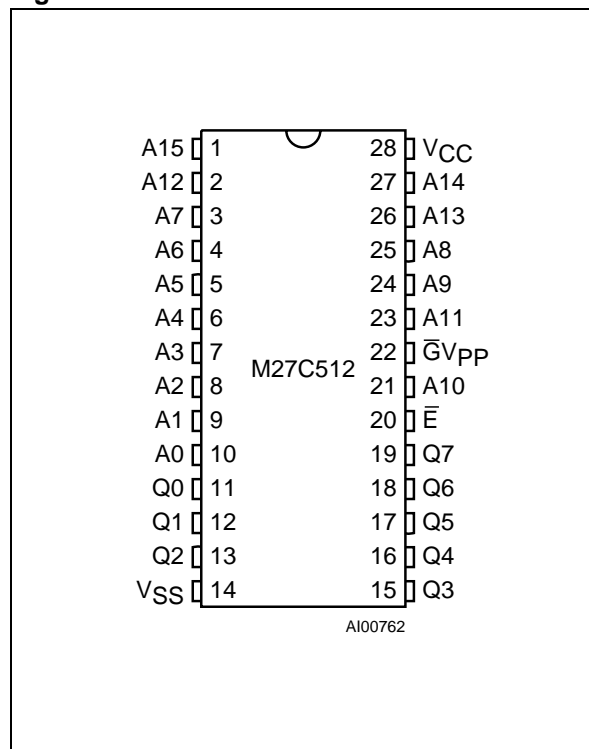 A15 1 28 VCC
A12 2 27 A14
A7 3 26 A13
A6 4 25 A8
A5 5 24 A9
A4 6 23 A11
A3 7 22 G̅VPP
M27C512
A2 8 21 A10
A1 9 20 E̅
A0 10 19 Q7
Q0 11 18 Q6
Q1 12 17 Q5
Q2 13 16 Q4
VSS 14 15 Q3
AI00762